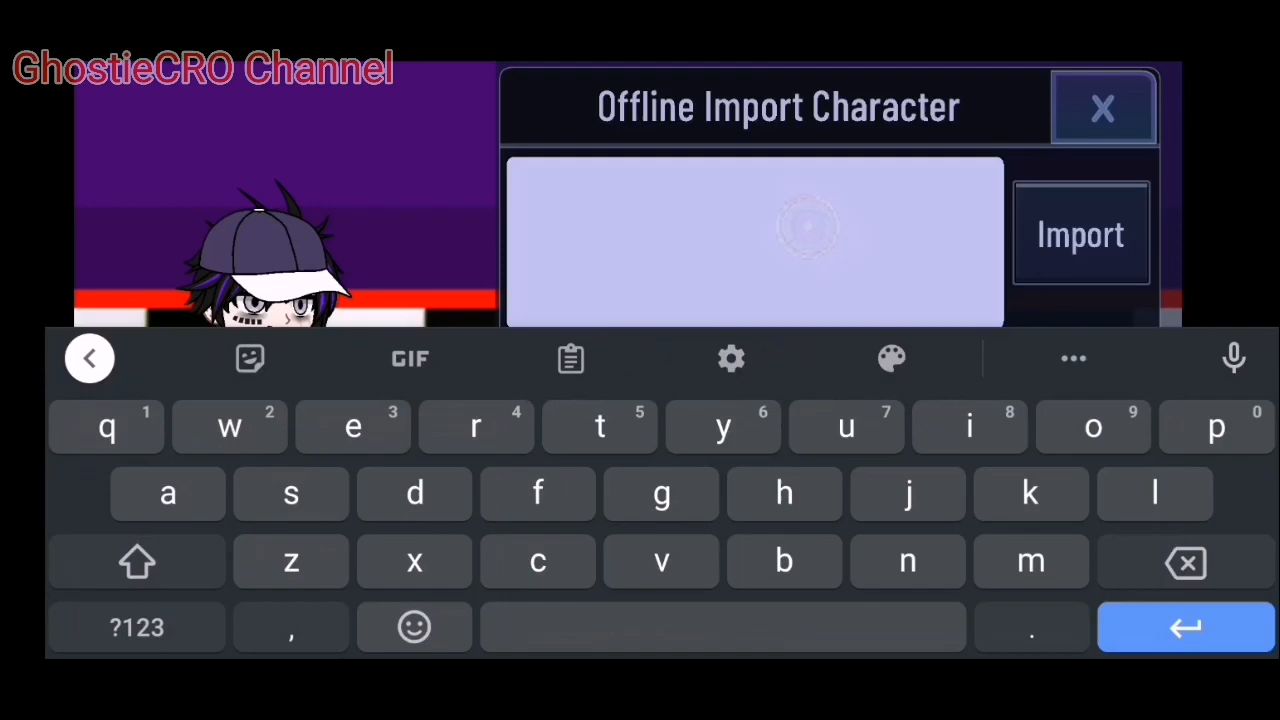 GhostieCRO Channel
Offline Import Character
X
Import
GIF
q 1 w 2 e 3 r 4 t 5 y 6 u 7 i 8 o 9 p 0
a s d f g h j k l
z x c v b n m
?123 , .